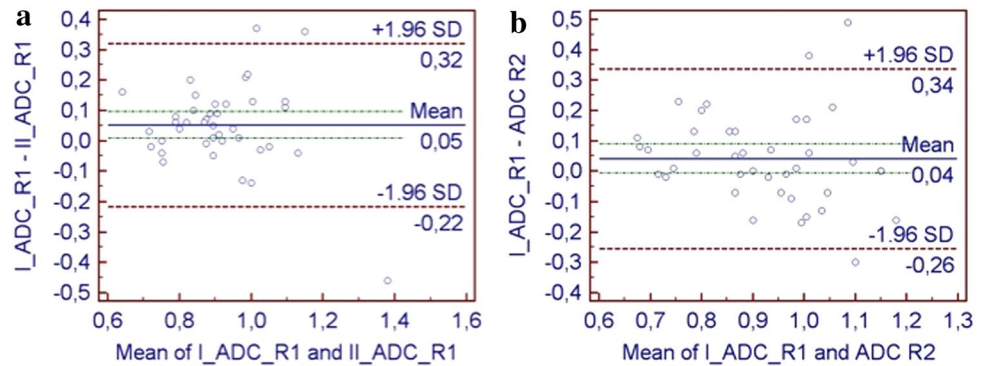 a
0,4
0,3
0,2
0,1
0,0
-0,1
-0,2
-0,3
-0,4
-0,5
I_ADC_R1 - II_ADC_R1
+1.96 SD
0,32
Mean
0,05
-1.96 SD
-0,22
0,6 0,8 1,0 1,2 1,4 1,6
Mean of I_ADC_R1 and II_ADC_R1
b
0,5
0,4
0,3
0,2
0,1
0,0
-0,1
-0,2
-0,3
-0,4
I_ADC_R1 - ADC R2
+1.96 SD
0,34
Mean
0,04
-1.96 SD
-0,26
0,6 0,7 0,8 0,9 1,0 1,1 1,2 1,3
Mean of I_ADC_R1 and ADC R2